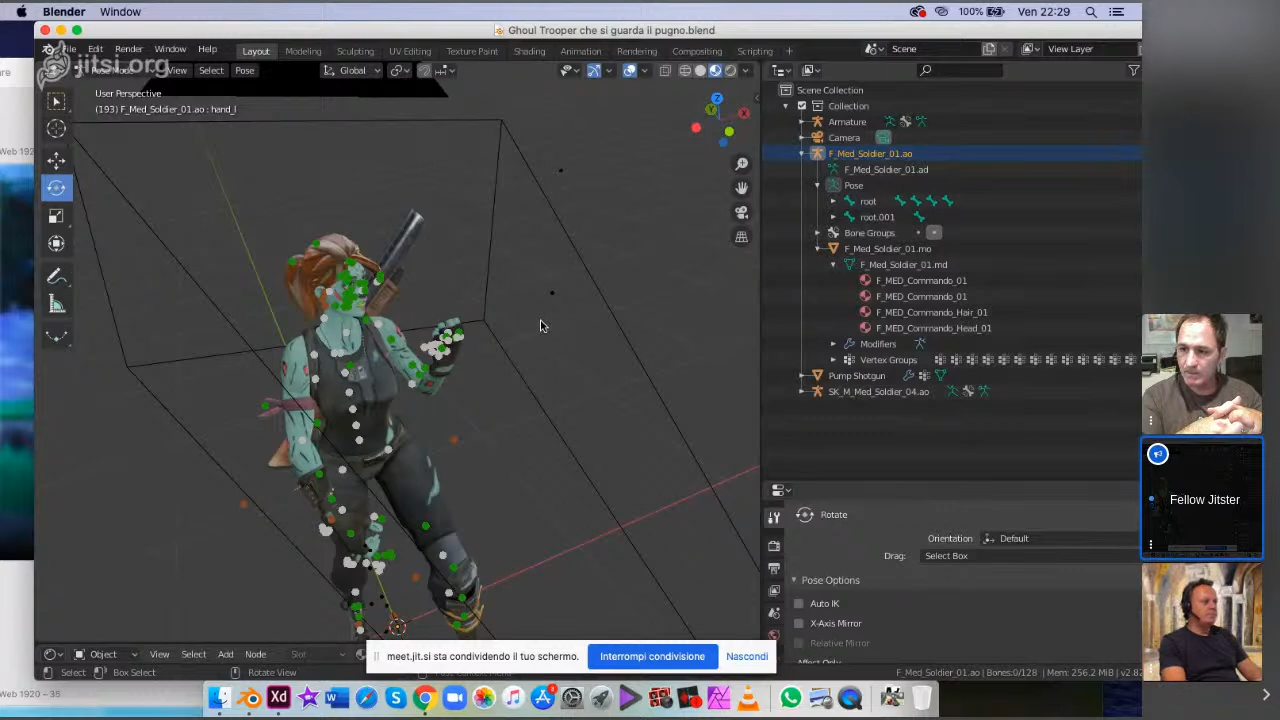 Blender
Window
100%
Ven 22:29
Ghoul Trooper che si guarda il pugno.blend
File
Edit
Render
Window
Help
Layout
Modeling
Sculpting
UV Editing
Texture Paint
Shading
Animation
Rendering
Compositing
Scripting
+
Scene
View Layer
jitsi.org
Pose Mode
View
Select
Pose
Global
User Perspective
(193) F_Med_Soldier_01.ao : hand_l
Scene Collection
Collection
Armature
Camera
F_Med_Soldier_01.ao
F_Med_Soldier_01.ad
Pose
root
root.001
Bone Groups
F_Med_Soldier_01.mo
F_Med_Soldier_01.md
F_MED_Commando_01
F_MED_Commando_01
F_MED_Commando_Hair_01
F_MED_Commando_Head_01
Modifiers
Vertex Groups
Pump Shotgun
SK_M_Med_Soldier_04.ao
Rotate
Orientation
Default
Drag:
Select Box
Pose Options
Auto IK
X-Axis Mirror
Relative Mirror
Affect Only
Object
View
Select
Add
Node
Slot
Select
Box Select
Rotate View
F_Med_Soldier_01.ao | Bones:0/128 | Mem: 256.2 MiB | v2.82
meet.jit.si sta condividendo il tuo schermo.
Interrompi condivisione
Nascondi
Fellow Jitster
Web 1920 – 35